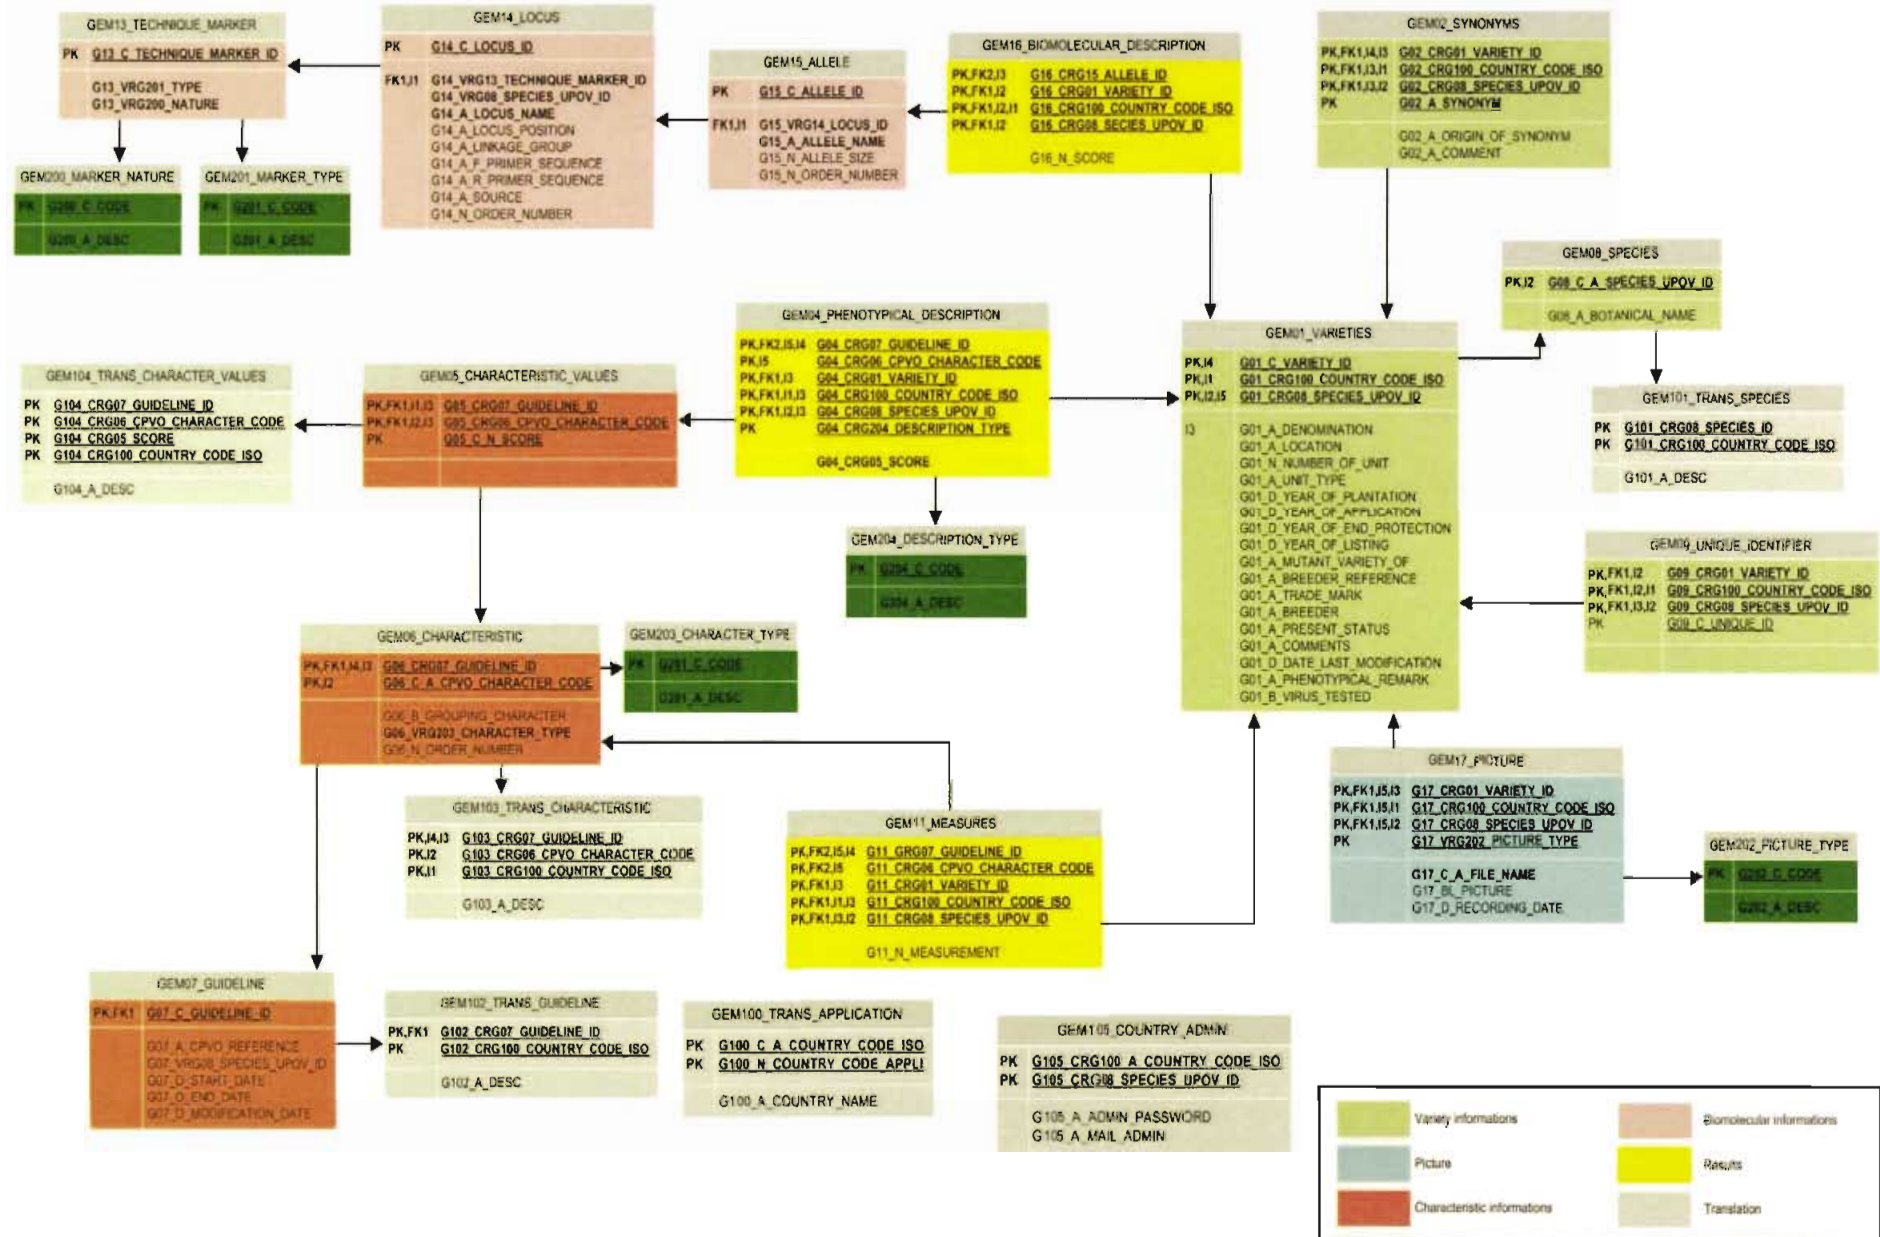 GEM13_TECHNIQUE_MARKER
PK G13_C_TECHNIQUE_MARKER_ID
G13_VRG201_TYPE
G13_VRG200_NATURE
GEM200_MARKER_NATURE
PK G200_C_CODE
G200_A_DESC
GEM201_MARKER_TYPE
PK G201_C_CODE
G201_A_DESC
GEM14_LOCUS
PK G14_C_LOCUS_ID
FK1,I1 G14_VRG13_TECHNIQUE_MARKER_ID
G14_VRG08_SPECIES_UPOV_ID
G14_A_LOCUS_NAME
G14_A_LOCUS_POSITION
G14_A_LINKAGE_GROUP
G14_A_F_PRIMER_SEQUENCE
G14_A_R_PRIMER_SEQUENCE
G14_A_SOURCE
G14_N_ORDER_NUMBER
GEM15_ALLELE
PK G15_C_ALLELE_ID
FK1,I1 G15_VRG14_LOCUS_ID
G15_A_ALLELE_NAME
G15_N_ALLELE_SIZE
G15_N_ORDER_NUMBER
GEM16_BIOMOLECULAR_DESCRIPTION
PK,FK2,I3 G16_CRG15_ALLELE_ID
PK,FK1,I2 G16_CRG01_VARIETY_ID
PK,FK1,I2,I1 G16_CRG100_COUNTRY_CODE_ISO
PK,FK1,I2 G16_CRG08_SECIES_UPOV_ID
G16_N_SCORE
GEM02_SYNONYMS
PK,FK1,I4,I3 G02_CRG01_VARIETY_ID
PK,FK1,I3,I1 G02_CRG100_COUNTRY_CODE_ISO
PK,FK1,I3,I2 G02_CRG08_SPECIES_UPOV_ID
PK G02_A_SYNONYM
G02_A_ORIGIN_OF_SYNONYM
G02_A_COMMENT
GEM08_SPECIES
PK,I2 G08_C_A_SPECIES_UPOV_ID
G08_A_BOTANICAL_NAME
GEM101_TRANS_SPECIES
PK G101_CRG08_SPECIES_ID
PK G101_CRG100_COUNTRY_CODE_ISO
G101_A_DESC
GEM104_TRANS_CHARACTER_VALUES
PK G104_CRG07_GUIDELINE_ID
PK G104_CRG06_CPVO_CHARACTER_CODE
PK G104_CRG05_SCORE
PK G104_CRG100_COUNTRY_CODE_ISO
G104_A_DESC
GEM05_CHARACTERISTIC_VALUES
PK,FK1,I1,I3 G05_CRG07_GUIDELINE_ID
PK,FK1,I2,I3 G05_CRG06_CPVO_CHARACTER_CODE
PK G05_C_N_SCORE
GEM04_PHENOTYPICAL_DESCRIPTION
PK,FK2,I5,I4 G04_CRG07_GUIDELINE_ID
PK,I5 G04_CRG06_CPVO_CHARACTER_CODE
PK,FK1,I3 G04_CRG01_VARIETY_ID
PK,FK1,I1,I3 G04_CRG100_COUNTRY_CODE_ISO
PK,FK1,I2,I3 G04_CRG08_SPECIES_UPOV_ID
PK G04_CRG204_DESCRIPTION_TYPE
G04_CRG05_SCORE
GEM204_DESCRIPTION_TYPE
PK G204_C_CODE
G204_A_DESC
GEM01_VARIETIES
PK,I4 G01_C_VARIETY_ID
PK,I1 G01_CRG100_COUNTRY_CODE_ISO
PK,I2,I5 G01_CRG08_SPECIES_UPOV_ID
I3 G01_A_DENOMINATION
G01_A_LOCATION
G01_N_NUMBER_OF_UNIT
G01_A_UNIT_TYPE
G01_D_YEAR_OF_PLANTATION
G01_D_YEAR_OF_APPLICATION
G01_D_YEAR_OF_END_PROTECTION
G01_D_YEAR_OF_LISTING
G01_A_MUTANT_VARIETY_OF
G01_A_BREEDER_REFERENCE
G01_A_TRADE_MARK
G01_A_BREEDER
G01_A_PRESENT_STATUS
G01_A_COMMENTS
G01_D_DATE_LAST_MODIFICATION
G01_A_PHENOTYPICAL_REMARK
G01_B_VIRUS_TESTED
GEM09_UNIQUE_IDENTIFIER
PK,FK1,I2 G09_CRG01_VARIETY_ID
PK,FK1,I2,I1 G09_CRG100_COUNTRY_CODE_ISO
PK,FK1,I3,I2 G09_CRG08_SPECIES_UPOV_ID
PK G09_C_UNIQUE_ID
GEM06_CHARACTERISTIC
PK,FK1,I4,I3 G06_CRG07_GUIDELINE_ID
PK,I2 G06_C_A_CPVO_CHARACTER_CODE
G06_B_GROUPING_CHARACTER
G06_VRG203_CHARACTER_TYPE
G06_N_ORDER_NUMBER
GEM203_CHARACTER_TYPE
PK G201_C_CODE
G201_A_DESC
GEM103_TRANS_CHARACTERISTIC
PK,I4,I3 G103_CRG07_GUIDELINE_ID
PK,I2 G103_CRG06_CPVO_CHARACTER_CODE
PK,I1 G103_CRG100_COUNTRY_CODE_ISO
G103_A_DESC
GEM11_MEASURES
PK,FK2,I5,I4 G11_GRG07_GUIDELINE_ID
PK,FK2,I5 G11_CRG06_CPVO_CHARACTER_CODE
PK,FK1,I3 G11_CRG01_VARIETY_ID
PK,FK1,I1,I3 G11_CRG100_COUNTRY_CODE_ISO
PK,FK1,I3,I2 G11_CRG08_SPECIES_UPOV_ID
G11_N_MEASUREMENT
GEM17_PICTURE
PK,FK1,I5,I3 G17_CRG01_VARIETY_ID
PK,FK1,I5,I1 G17_CRG100_COUNTRY_CODE_ISO
PK,FK1,I5,I2 G17_CRG08_SPECIES_UPOV_ID
PK G17_VRG202_PICTURE_TYPE
G17_C_A_FILE_NAME
G17_BL_PICTURE
G17_D_RECORDING_DATE
GEM202_PICTURE_TYPE
PK G202_C_CODE
G202_A_DESC
GEM07_GUIDELINE
PK,FK1 G07_C_GUIDELINE_ID
G07_A_CPVO_REFERENCE
G07_VRG08_SPECIES_UPOV_ID
G07_D_START_DATE
G07_D_END_DATE
G07_D_MODIFICATION_DATE
GEM102_TRANS_GUIDELINE
PK,FK1 G102_CRG07_GUIDELINE_ID
PK G102_CRG100_COUNTRY_CODE_ISO
G102_A_DESC
GEM100_TRANS_APPLICATION
PK G100_C_A_COUNTRY_CODE_ISO
PK G100_N_COUNTRY_CODE_APPLI
G100_A_COUNTRY_NAME
GEM105_COUNTRY_ADMIN
PK G105_CRG100_A_COUNTRY_CODE_ISO
PK G105_CRG08_SPECIES_UPOV_ID
G105_A_ADMIN_PASSWORD
G105_A_MAIL_ADMIN
Variety informations
Biomolecular informations
Picture
Results
Characteristic informations
Translation